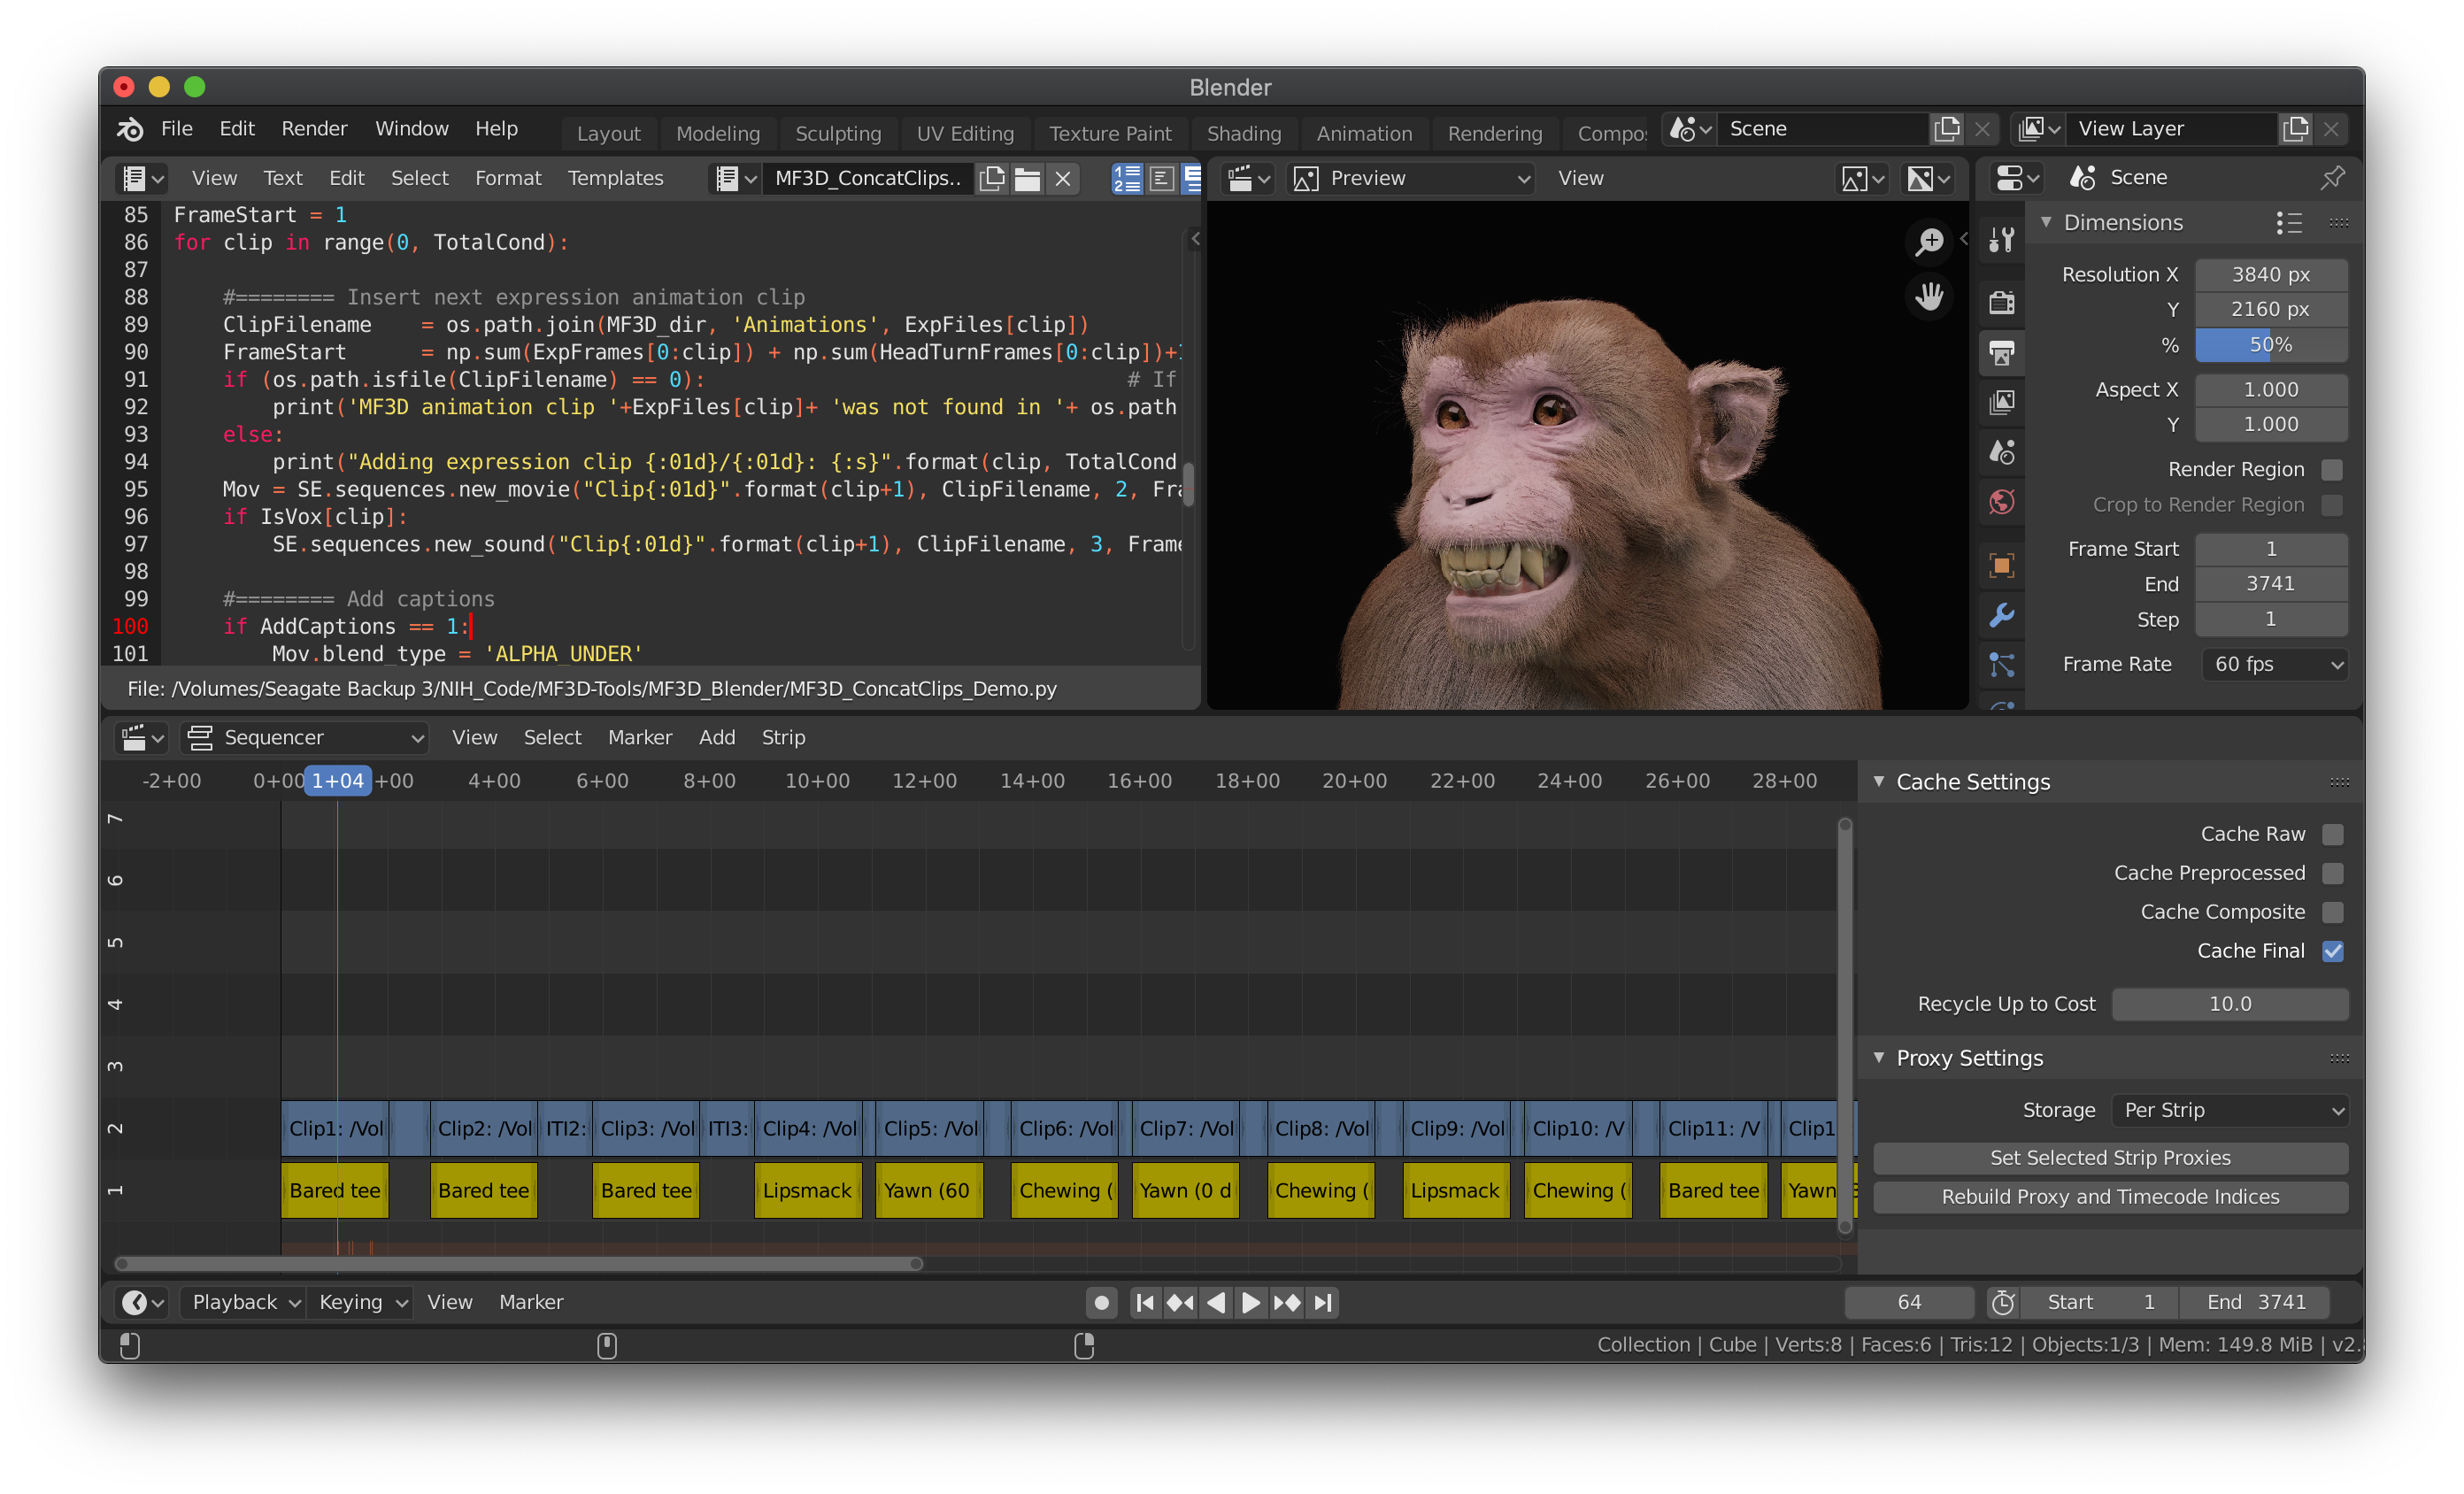 Blender
File Edit Render Window Help Layout Modeling Sculpting UV Editing Texture Paint Shading Animation Rendering Compo Scene View Layer
View Text Edit Select Format Templates MF3D_ConcatClips..
85 FrameStart = 1
86 for clip in range(0, TotalCond):
87
88 #======== Insert next expression animation clip
89 ClipFilename = os.path.join(MF3D_dir, 'Animations', ExpFiles[clip])
90 FrameStart = np.sum(ExpFrames[0:clip]) + np.sum(HeadTurnFrames[0:clip])+
91 if (os.path.isfile(ClipFilename) == 0): # If
92 print('MF3D animation clip '+ExpFiles[clip]+ 'was not found in '+ os.path
93 else:
94 print("Adding expression clip {:01d}/{:01d}: {:s}".format(clip, TotalCond
95 Mov = SE.sequences.new_movie("Clip{:01d}".format(clip+1), ClipFilename, 2, Fra
96 if IsVox[clip]:
97 SE.sequences.new_sound("Clip{:01d}".format(clip+1), ClipFilename, 3, Frame
98
99 #======== Add captions
100 if AddCaptions == 1:
101 Mov.blend_type = 'ALPHA_UNDER'
File: /Volumes/Seagate Backup 3/NIH_Code/MF3D-Tools/MF3D_Blender/MF3D_ConcatClips_Demo.py
Preview View
Scene
Dimensions
Resolution X 3840 px
Y 2160 px
% 50%
Aspect X 1.000
Y 1.000
Render Region
Crop to Render Region
Frame Start 1
End 3741
Step 1
Frame Rate 60 fps
Sequencer View Select Marker Add Strip
-2+00 0+00 1+04 +00 4+00 6+00 8+00 10+00 12+00 14+00 16+00 18+00 20+00 22+00 24+00 26+00 28+00
7
6
5
4
3
2 Clip1: /Vol Clip2: /Vol ITI2: Clip3: /Vol ITI3: Clip4: /Vol Clip5: /Vol Clip6: /Vol Clip7: /Vol Clip8: /Vol Clip9: /Vol Clip10: /V Clip11: /V Clip1
1 Bared tee Bared tee Bared tee Lipsmack Yawn (60 Chewing ( Yawn (0 d Chewing ( Lipsmack Chewing ( Bared tee Yawn
Cache Settings
Cache Raw
Cache Preprocessed
Cache Composite
Cache Final
Recycle Up to Cost 10.0
Proxy Settings
Storage Per Strip
Set Selected Strip Proxies
Rebuild Proxy and Timecode Indices
Playback Keying View Marker 64 Start 1 End 3741
Collection | Cube | Verts:8 | Faces:6 | Tris:12 | Objects:1/3 | Mem: 149.8 MiB | v2.